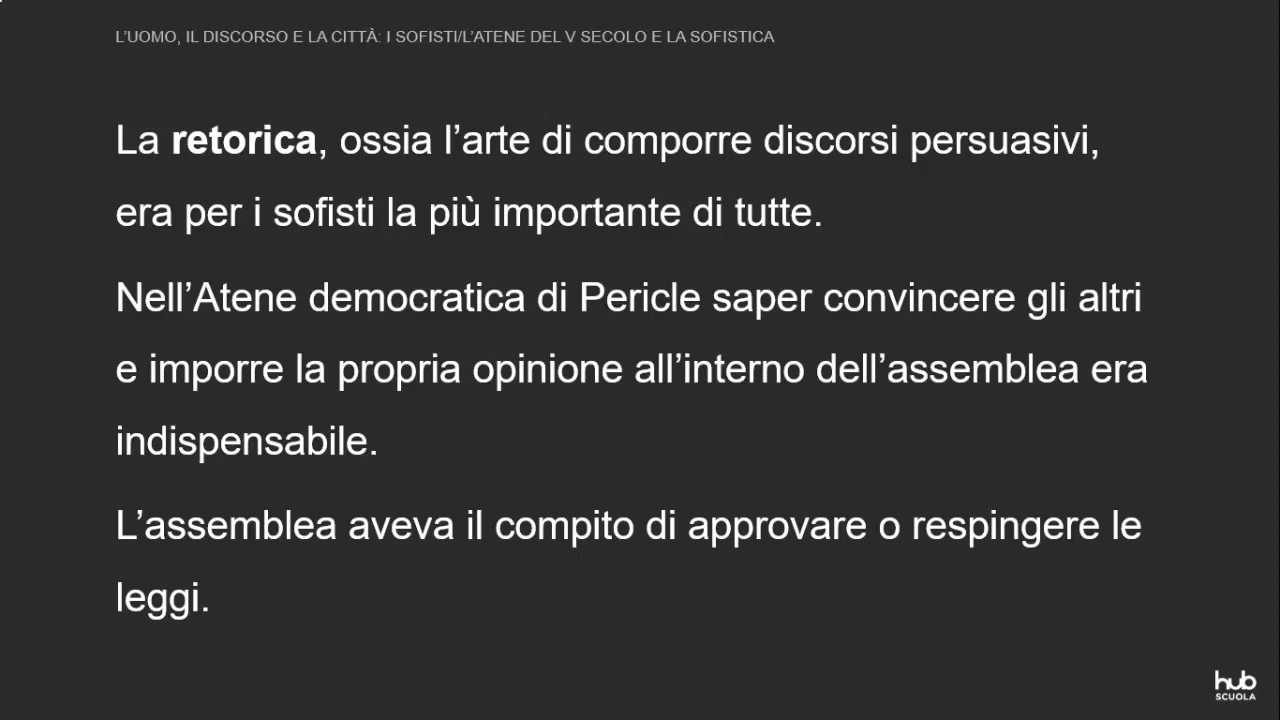 L’UOMO, IL DISCORSO E LA CITTÀ: I SOFISTI/L’ATENE DEL V SECOLO E LA SOFISTICA
La retorica, ossia l’arte di comporre discorsi persuasivi,
era per i sofisti la più importante di tutte.
Nell’Atene democratica di Pericle saper convincere gli altri
e imporre la propria opinione all’interno dell’assemblea era
indispensabile.
L’assemblea aveva il compito di approvare o respingere le
leggi.
hub
SCUOLA